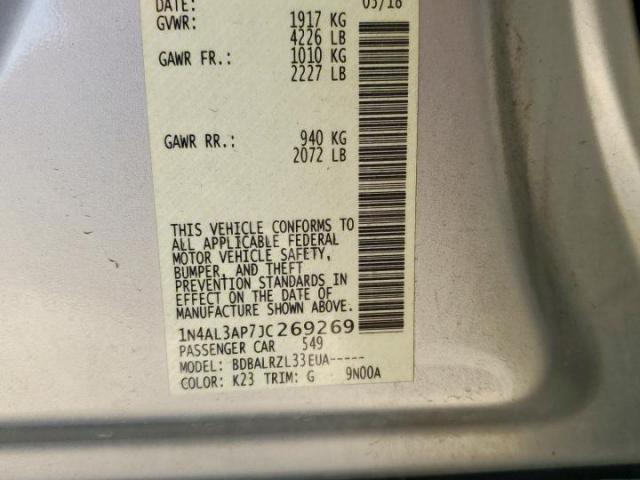 DATE: 05/18
GVWR: 1917 KG
4226 LB
GAWR FR.: 1010 KG
2227 LB
GAWR RR.: 940 KG
2072 LB
THIS VEHICLE CONFORMS TO
ALL APPLICABLE FEDERAL
MOTOR VEHICLE SAFETY,
BUMPER, AND THEFT
PREVENTION STANDARDS IN
EFFECT ON THE DATE OF
MANUFACTURE SHOWN ABOVE.
1N4AL3AP7JC269269
PASSENGER CAR 549
MODEL: BDBALRZL33EUA-----
COLOR: K23 TRIM: G 9N00A